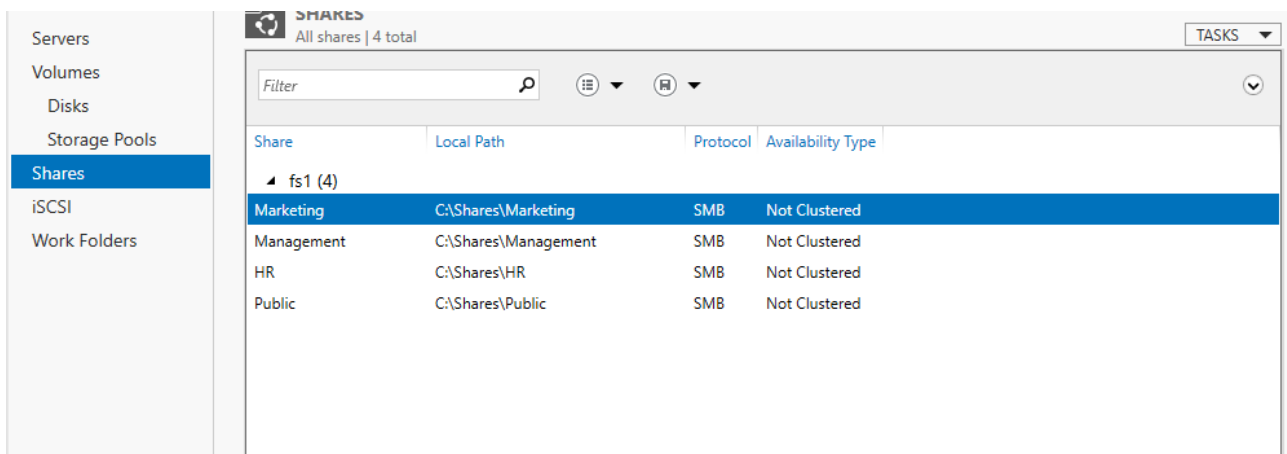 Servers
Volumes
Disks
Storage Pools
Shares
iSCSI
Work Folders
SHARES
All shares | 4 total
TASKS
Filter
Share Local Path Protocol Availability Type
fs1 (4)
Marketing C:\Shares\Marketing SMB Not Clustered
Management C:\Shares\Management SMB Not Clustered
HR C:\Shares\HR SMB Not Clustered
Public C:\Shares\Public SMB Not Clustered